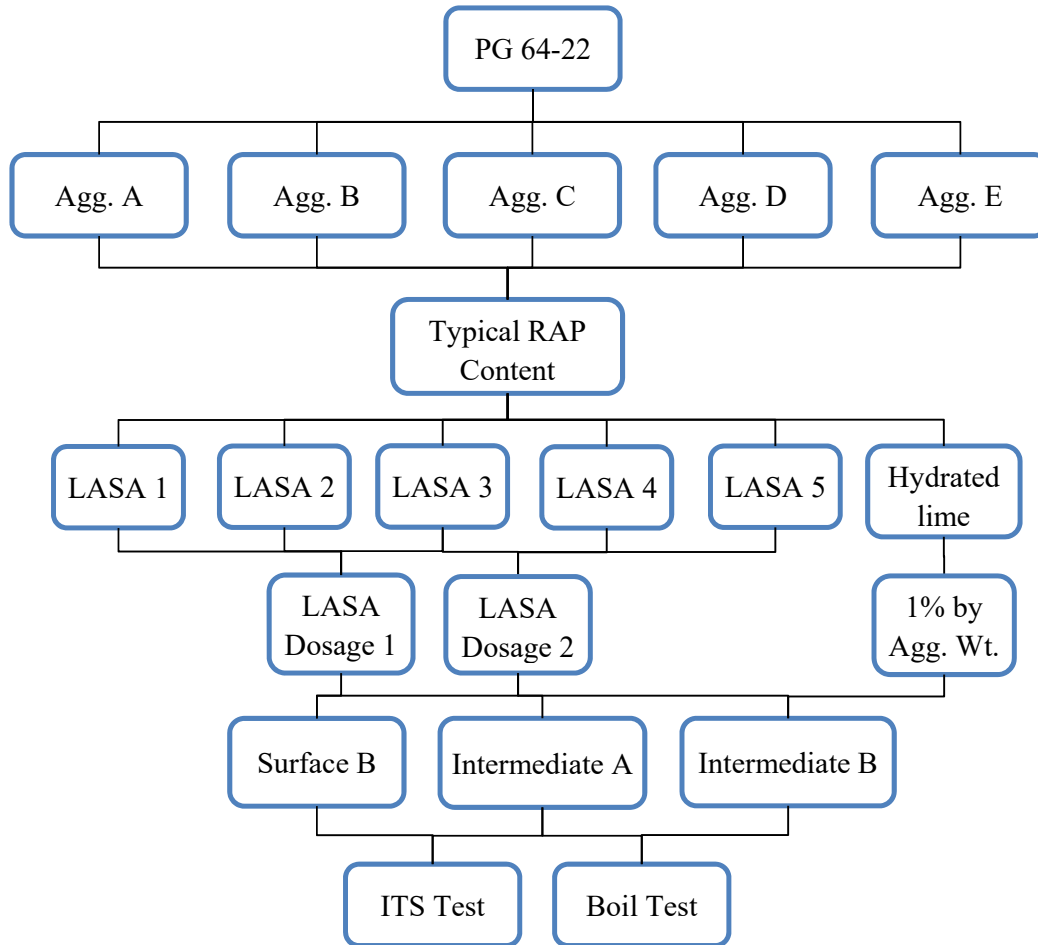 PG 64-22
Agg. A
Agg. B
Agg. C
Agg. D
Agg. E
Typical RAP
Content
LASA 1
LASA 2
LASA 3
LASA 4
LASA 5
Hydrated
lime
LASA
Dosage 1
LASA
Dosage 2
1% by
Agg. Wt.
Surface B
Intermediate A
Intermediate B
ITS Test
Boil Test